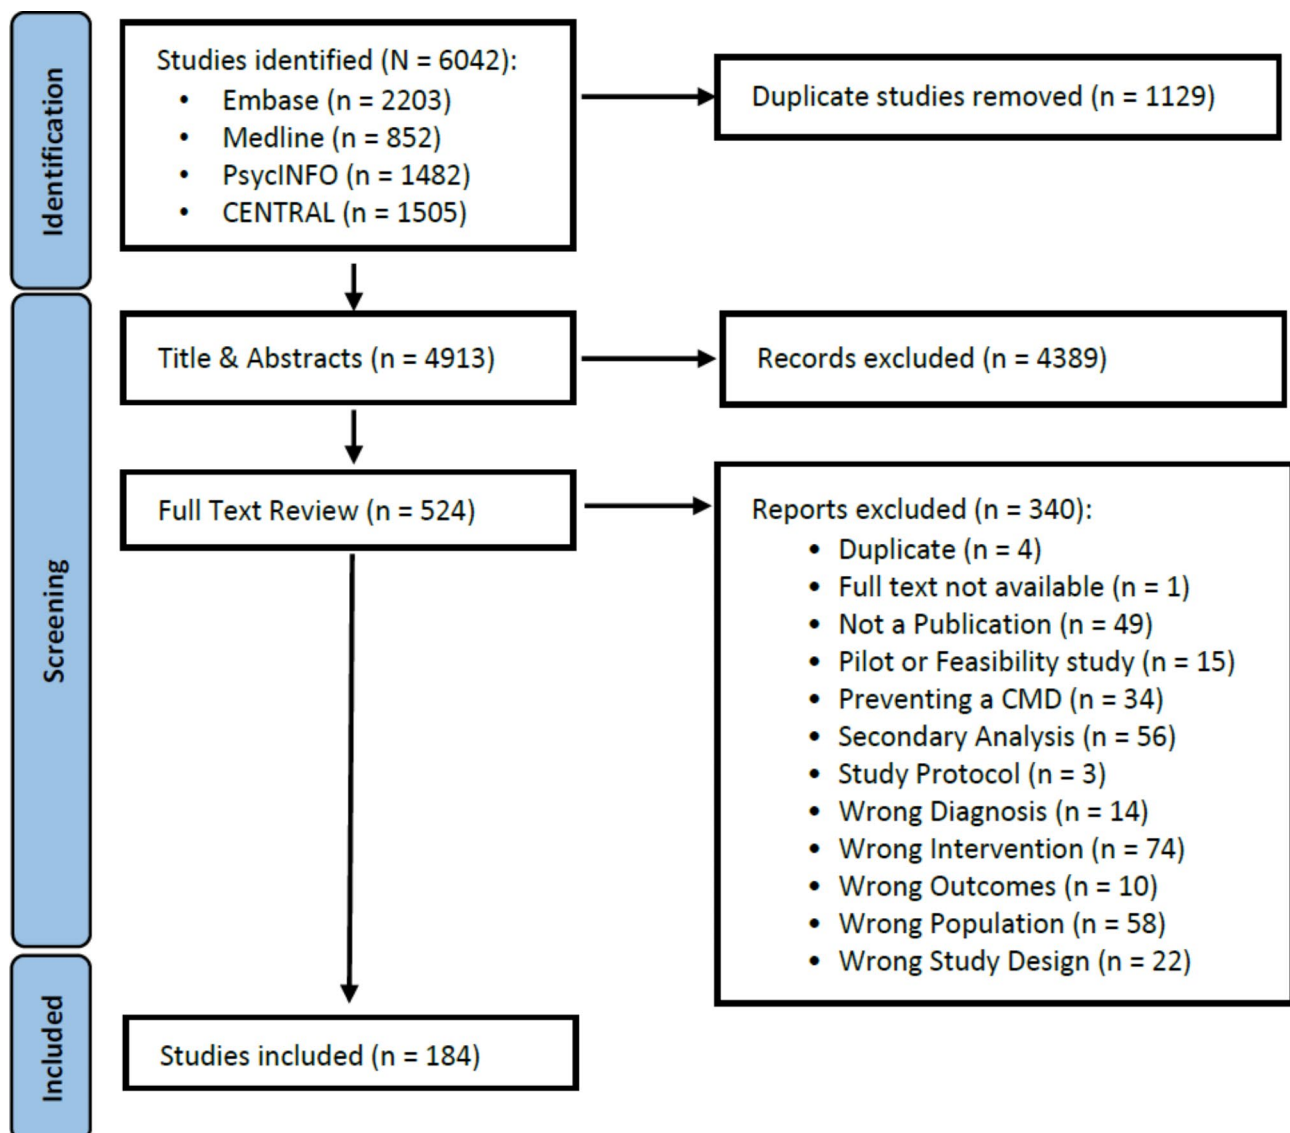 Identification
Studies identified (N = 6042):
• Embase (n = 2203)
• Medline (n = 852)
• PsycINFO (n = 1482)
• CENTRAL (n = 1505)
Duplicate studies removed (n = 1129)
Screening
Title & Abstracts (n = 4913)
Records excluded (n = 4389)
Full Text Review (n = 524)
Reports excluded (n = 340):
• Duplicate (n = 4)
• Full text not available (n = 1)
• Not a Publication (n = 49)
• Pilot or Feasibility study (n = 15)
• Preventing a CMD (n = 34)
• Secondary Analysis (n = 56)
• Study Protocol (n = 3)
• Wrong Diagnosis (n = 14)
• Wrong Intervention (n = 74)
• Wrong Outcomes (n = 10)
• Wrong Population (n = 58)
• Wrong Study Design (n = 22)
Included
Studies included (n = 184)